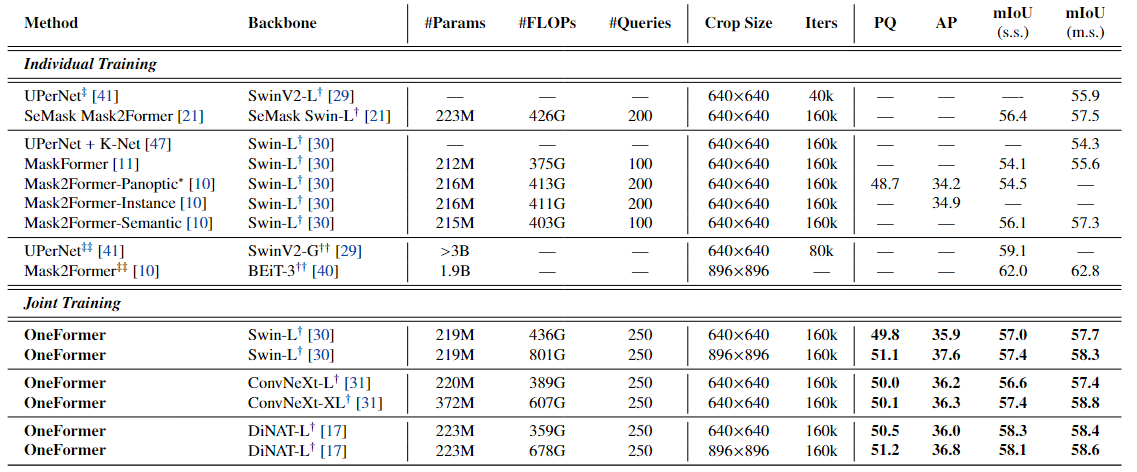 Method Backbone #Params #FLOPs #Queries Crop Size Iters PQ AP mIoU (s.s.) mIoU (m.s.)
Individual Training
UPerNet‡ [41] SwinV2-L† [29] — — — 640×640 40k — — — 55.9
SeMask Mask2Former [21] SeMask Swin-L† [21] 223M 426G 200 640×640 160k — — 56.4 57.5
UPerNet + K-Net [47] Swin-L† [30] — — — 640×640 160k — — — 54.3
MaskFormer [11] Swin-L† [30] 212M 375G 100 640×640 160k — — 54.1 55.6
Mask2Former-Panoptic* [10] Swin-L† [30] 216M 413G 200 640×640 160k 48.7 34.2 54.5 —
Mask2Former-Instance [10] Swin-L† [30] 216M 411G 200 640×640 160k — 34.9 — —
Mask2Former-Semantic [10] Swin-L† [30] 215M 403G 100 640×640 160k — — 56.1 57.3
UPerNet‡‡ [41] SwinV2-G†† [29] >3B — — 640×640 80k — — 59.1 —
Mask2Former‡‡ [10] BEiT-3†† [40] 1.9B — — 896×896 — — — 62.0 62.8
Joint Training
OneFormer Swin-L† [30] 219M 436G 250 640×640 160k 49.8 35.9 57.0 57.7
OneFormer Swin-L† [30] 219M 801G 250 896×896 160k 51.1 37.6 57.4 58.3
OneFormer ConvNeXt-L† [31] 220M 389G 250 640×640 160k 50.0 36.2 56.6 57.4
OneFormer ConvNeXt-XL† [31] 372M 607G 250 640×640 160k 50.1 36.3 57.4 58.8
OneFormer DiNAT-L† [17] 223M 359G 250 640×640 160k 50.5 36.0 58.3 58.4
OneFormer DiNAT-L† [17] 223M 678G 250 896×896 160k 51.2 36.8 58.1 58.6